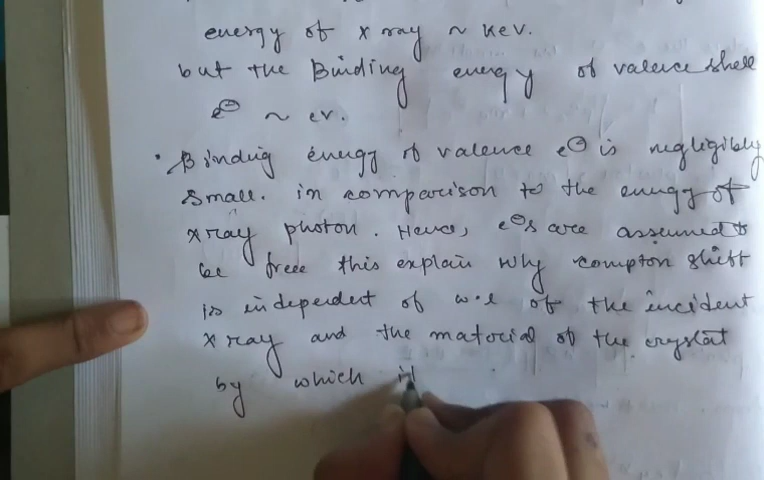 energy of x ray ~ kev.
but the Binding energy of valence shell
e⊖ ~ ev.
• Binding energy of valence e⊖ is negligibly
small. in comparison to the energy of
x ray photon. Hence, e⊖s are assumed to
be free this explain why compton shift
is independent of w.l of the incident
x ray and the material of the crystal
by which